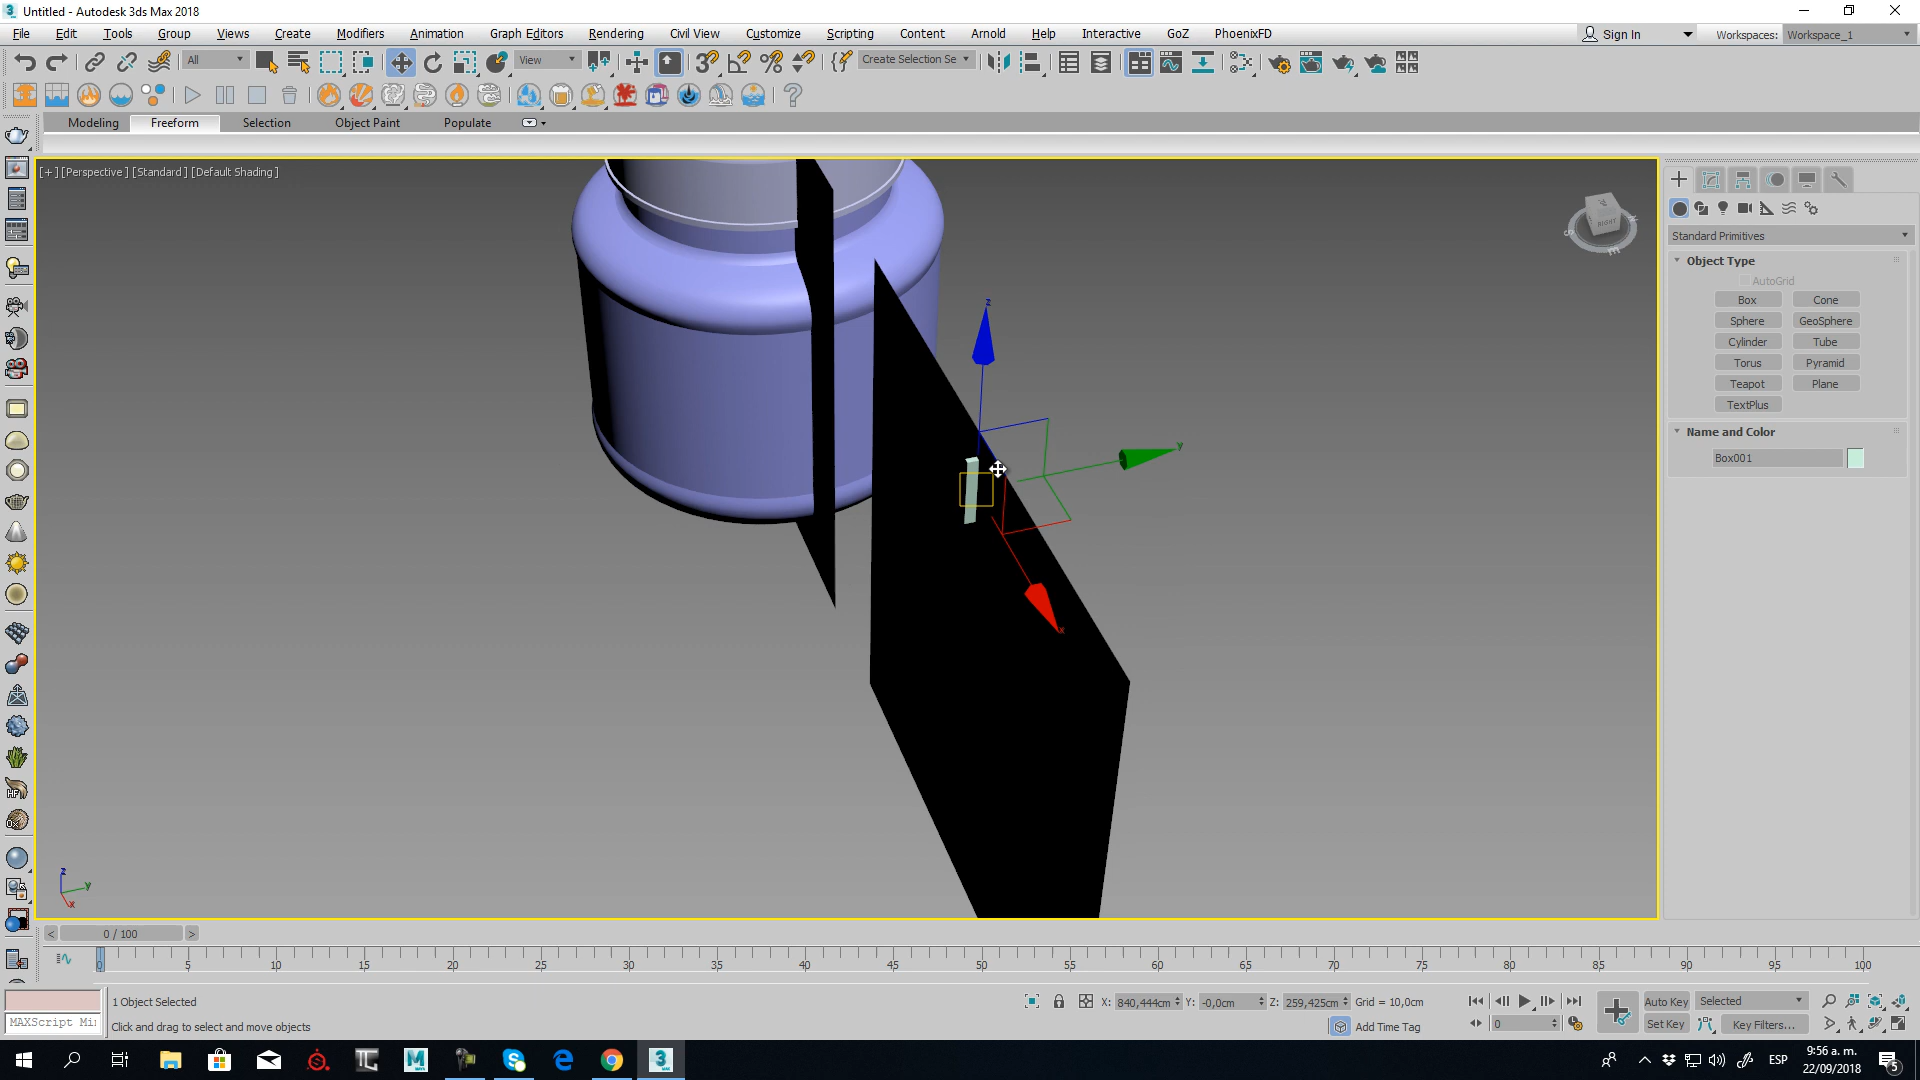 Untitled - Autodesk 3ds Max 2018
File Edit Tools Group Views Create Modifiers Animation Graph Editors Rendering Civil View Customize Scripting Content Arnold Help Interactive GoZ PhoenixFD
Sign In Workspaces: Workspace_1
All View Create Selection Se
Modeling Freeform Selection Object Paint Populate
[+] [Perspective] [Standard] [Default Shading]
RIGHT
z
y
x
Standard Primitives
Object Type
AutoGrid
Box Cone
Sphere GeoSphere
Cylinder Tube
Torus Pyramid
Teapot Plane
TextPlus
Name and Color
Box001
z
y
x
< 0 / 100 >
0 5 10 15 20 25 30 35 40 45 50 55 60 65 70 75 80 85 90 95 100
1 Object Selected
X: 840,444cm Y: -0,0cm Z: 259,425cm Grid = 10,0cm
Auto Key Selected
MAXScript Mi
Click and drag to select and move objects
Add Time Tag
0
Set Key Key Filters...
ESP
9:56 a. m.
22/09/2018
5